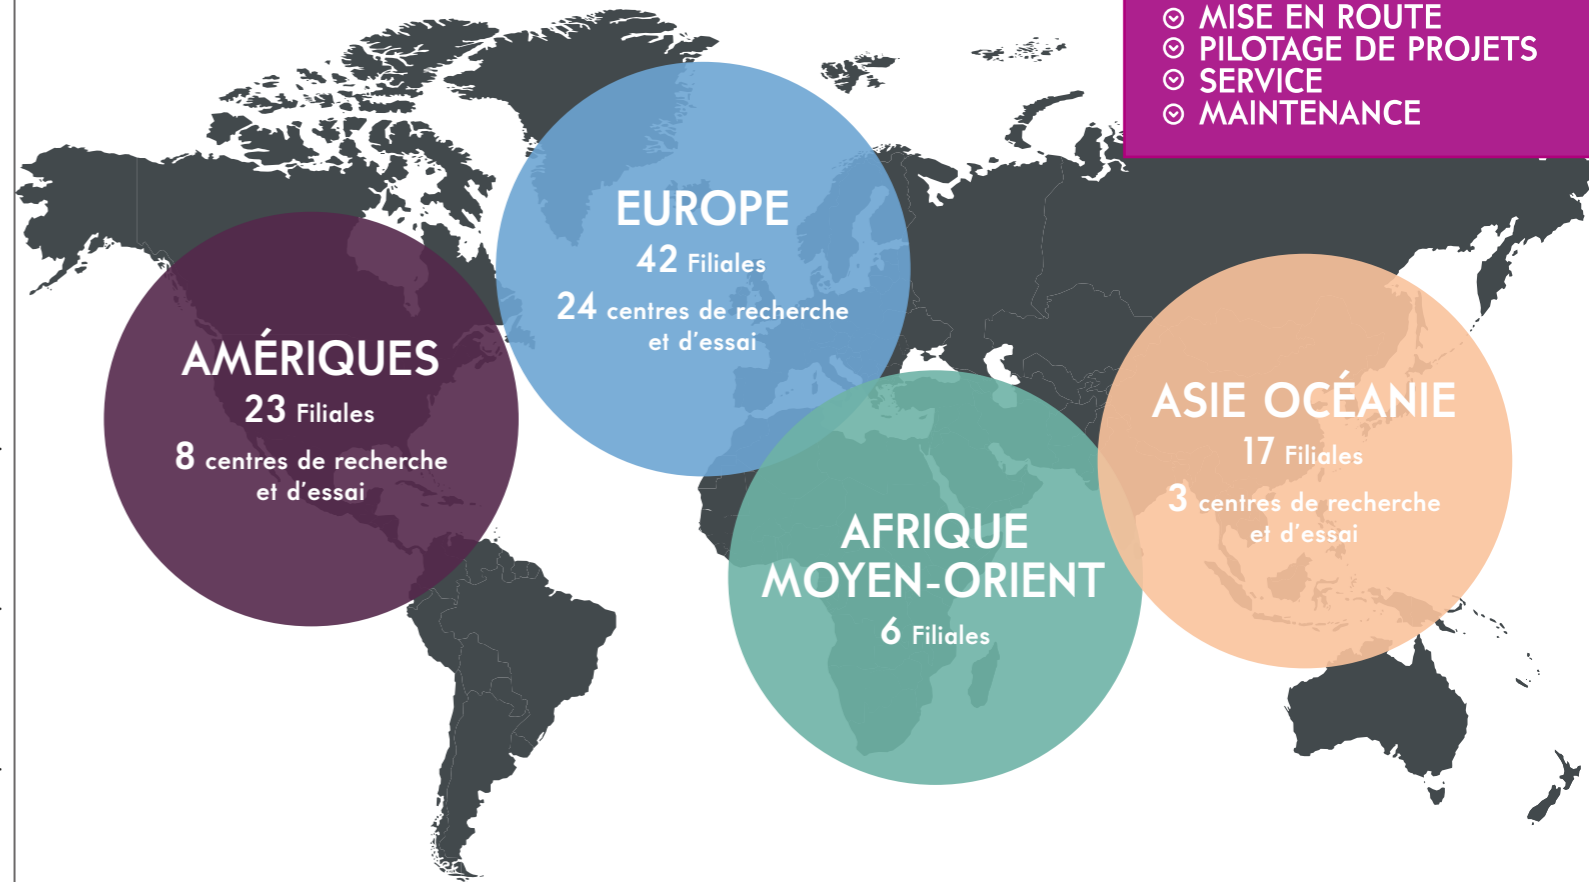 MISE EN ROUTE
PILOTAGE DE PROJETS
SERVICE
MAINTENANCE
EUROPE
42 Filiales
24 centres de recherche
et d'essai
AMÉRIQUES
23 Filiales
8 centres de recherche
et d'essai
ASIE OCÉANIE
17 Filiales
3 centres de recherche
et d'essai
AFRIQUE
MOYEN-ORIENT
6 Filiales